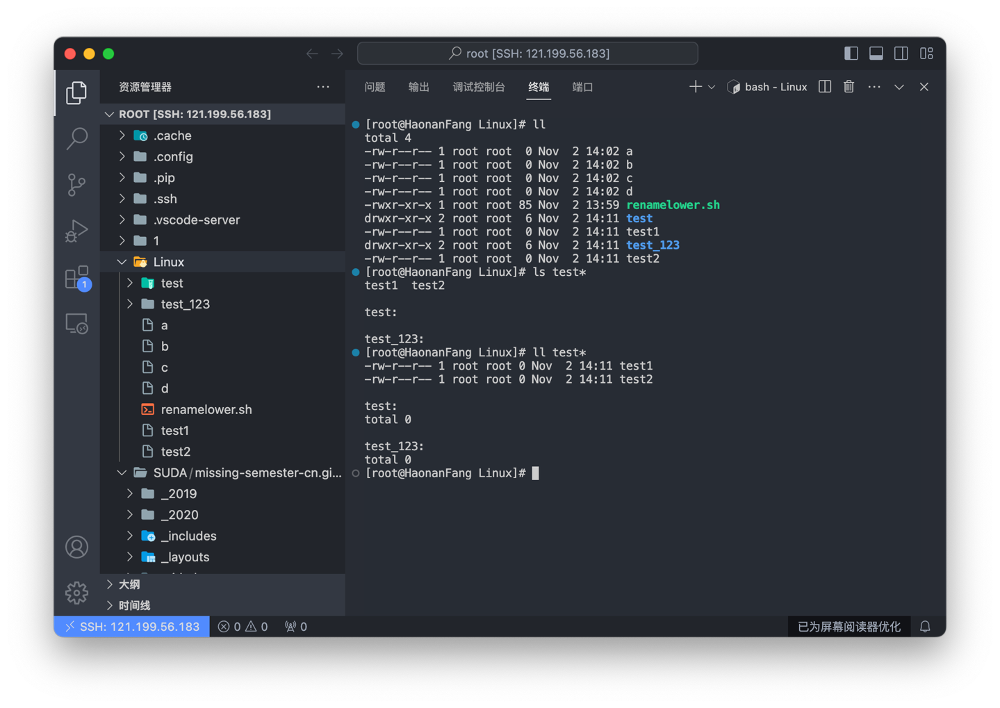 root [SSH: 121.199.56.183]
资源管理器
ROOT [SSH: 121.199.56.183]
.cache
.config
.pip
.ssh
.vscode-server
1
Linux
test
test_123
a
b
c
d
renamelower.sh
test1
test2
SUDA/missing-semester-cn.gi...
_2019
_2020
_includes
_layouts
大纲
时间线
1
问题 输出 调试控制台 终端 端口
bash - Linux
[root@HaonanFang Linux]# ll
total 4
-rw-r--r-- 1 root root  0 Nov  2 14:02 a
-rw-r--r-- 1 root root  0 Nov  2 14:02 b
-rw-r--r-- 1 root root  0 Nov  2 14:02 c
-rw-r--r-- 1 root root  0 Nov  2 14:02 d
-rwxr-xr-x 1 root root 85 Nov  2 13:59 renamelower.sh
drwxr-xr-x 2 root root  6 Nov  2 14:11 test
-rw-r--r-- 1 root root  0 Nov  2 14:11 test1
drwxr-xr-x 2 root root  6 Nov  2 14:11 test_123
-rw-r--r-- 1 root root  0 Nov  2 14:11 test2
[root@HaonanFang Linux]# ls test*
test1  test2
test:
test_123:
[root@HaonanFang Linux]# ll test*
-rw-r--r-- 1 root root 0 Nov  2 14:11 test1
-rw-r--r-- 1 root root 0 Nov  2 14:11 test2
test:
total 0
test_123:
total 0
[root@HaonanFang Linux]#
SSH: 121.199.56.183
0 0 0
已为屏幕阅读器优化